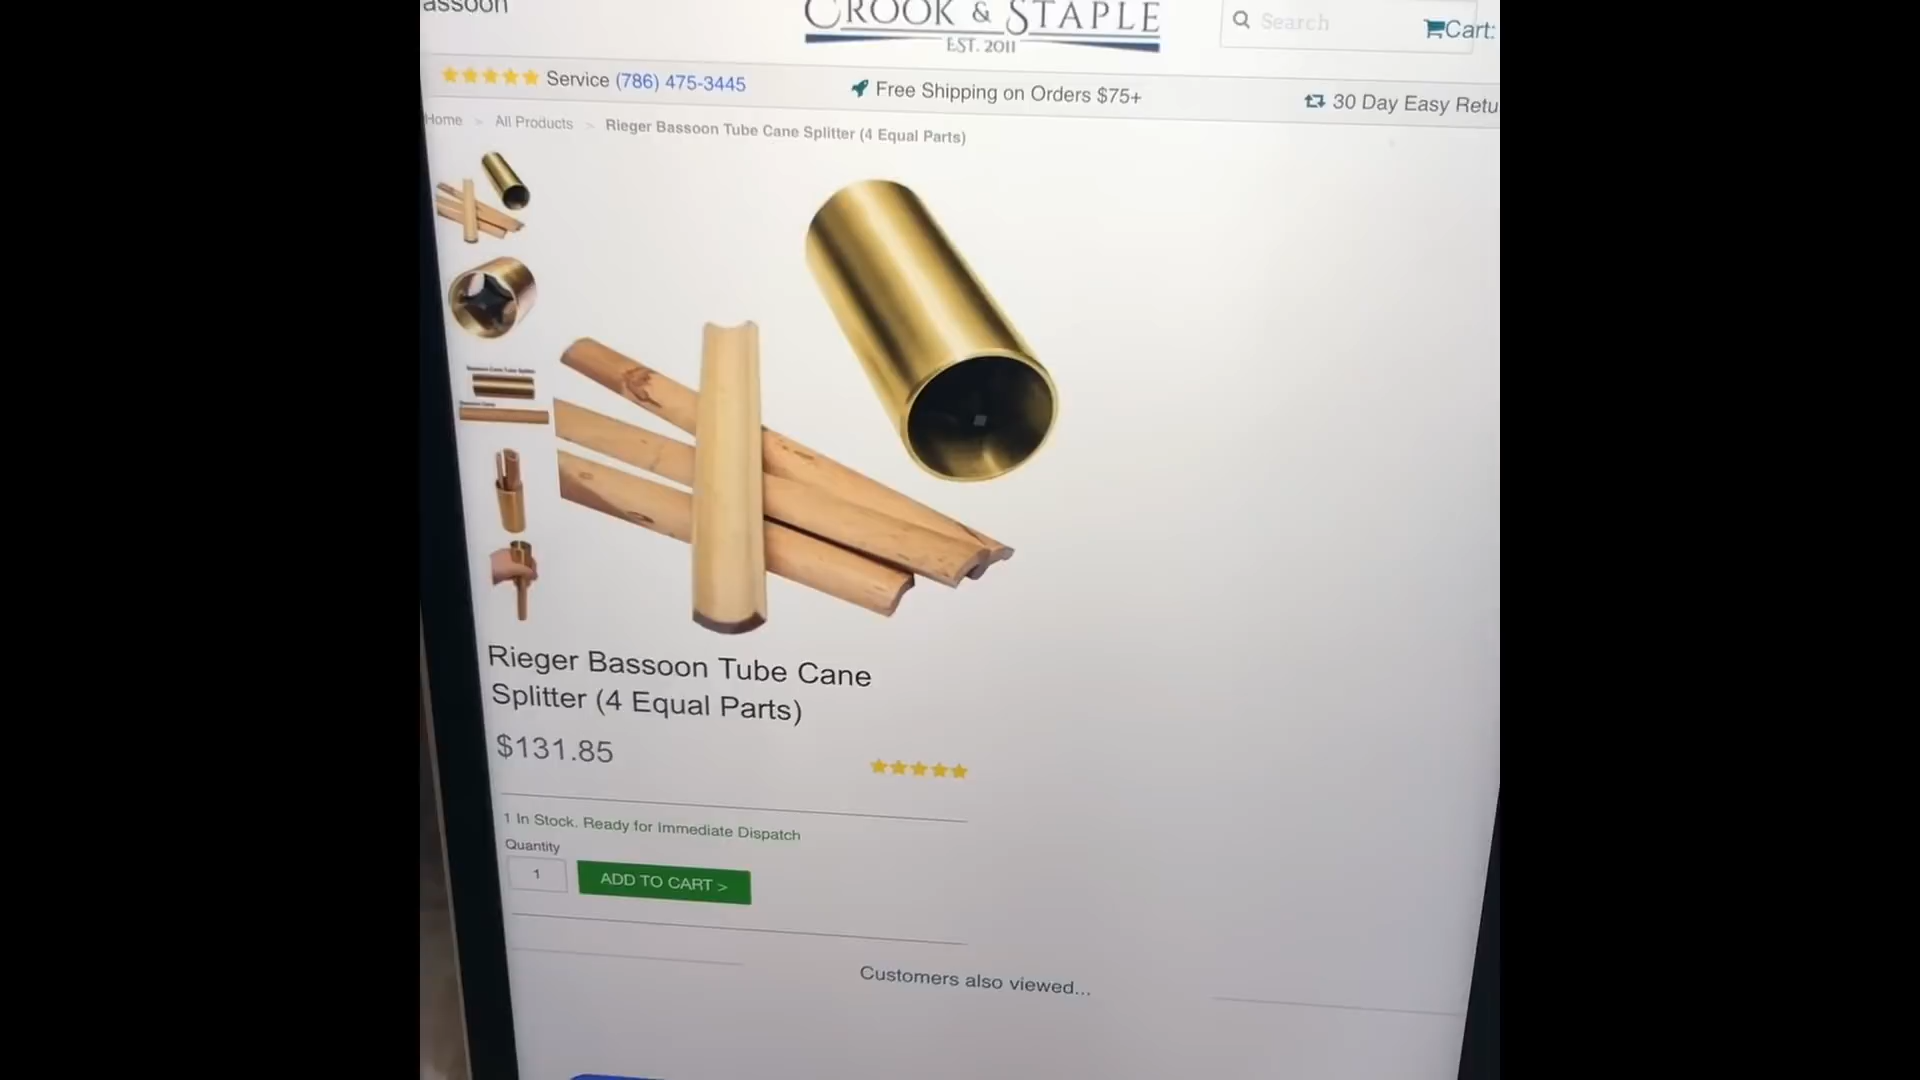 assoon
CROOK & STAPLE
EST. 2011
Search
Cart:
Service (786) 475-3445
Free Shipping on Orders $75+
30 Day Easy Retu
Home > All Products > Rieger Bassoon Tube Cane Splitter (4 Equal Parts)
Rieger Bassoon Tube Cane
Splitter (4 Equal Parts)
$131.85
1 In Stock. Ready for Immediate Dispatch
Quantity
1
ADD TO CART >
Customers also viewed...